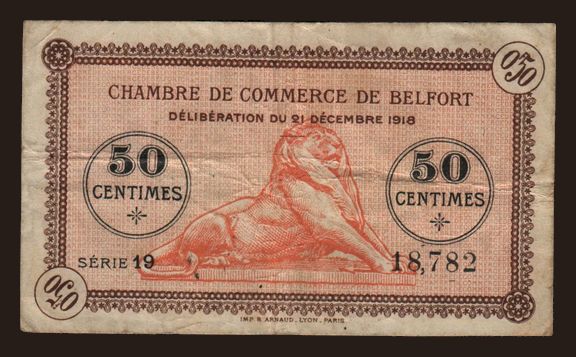 0,50
CHAMBRE DE COMMERCE DE BELFORT
DÉLIBÉRATION DU 21 DÉCEMBRE 1918
50
CENTIMES
50
CENTIMES
SÉRIE 19
18,782
0,50
IMP. B. ARNAUD, LYON, PARIS.